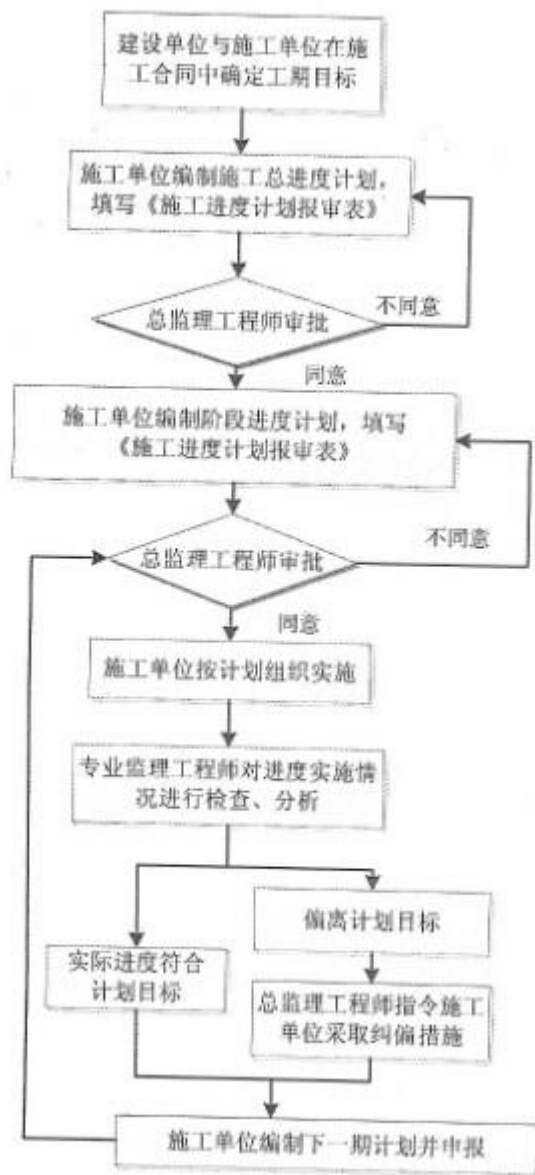 建设单位与施工单位在施
工合同中确定工期目标
施工单位编制施工总进度计划，
填写《施工进度计划报审表》
不同意
总监理工程师审批
同意
施工单位编制阶段进度计划，填写
《施工进度计划报审表》
不同意
总监理工程师审批
同意
施工单位按计划组织实施
专业监理工程师对进度实施情
况进行检查、分析
偏离计划目标
实际进度符合
计划目标
总监理工程师指令施工
单位采取纠偏措施
施工单位编制下一期计划并申报